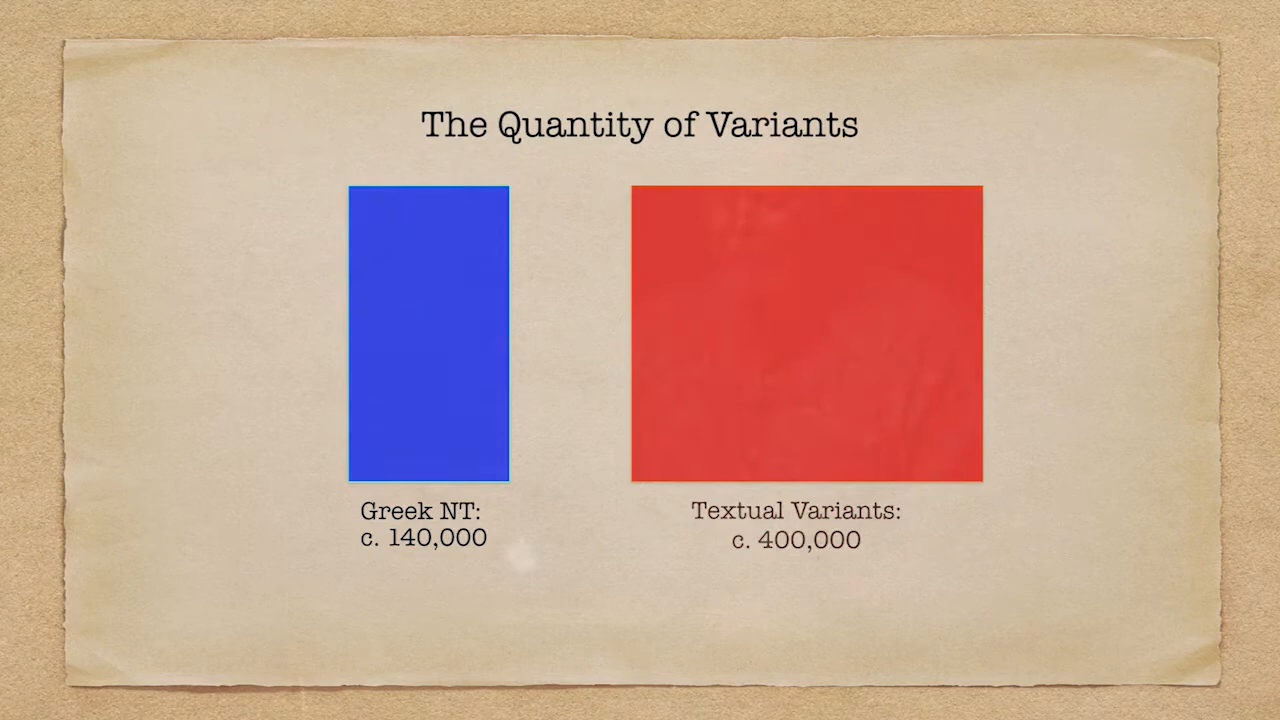 The Quantity of Variants
Greek NT:
c. 140,000
Textual Variants:
c. 400,000